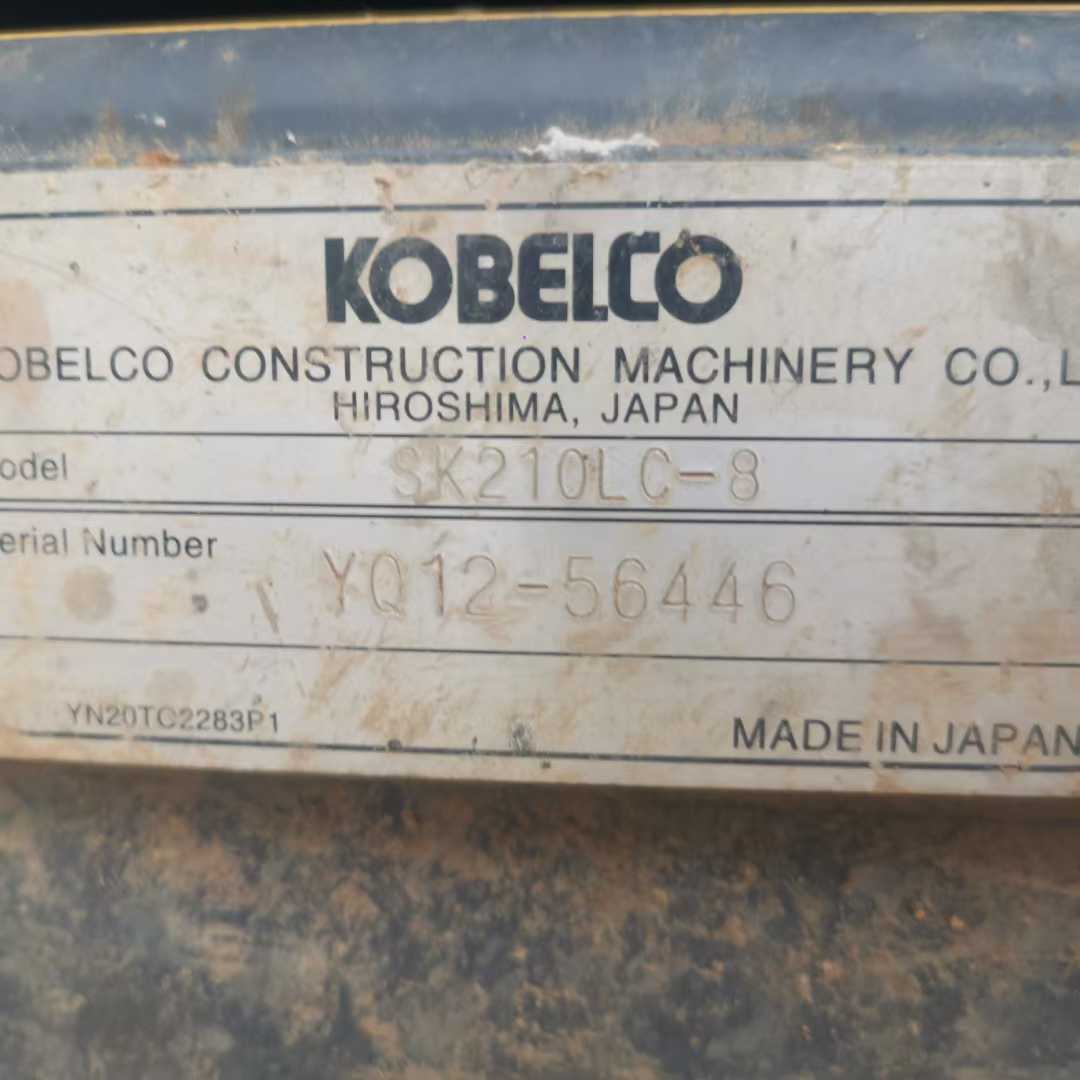 KOBELCO
OBELCO CONSTRUCTION MACHINERY CO.,L
HIROSHIMA, JAPAN
odel SK210LC-8
erial Number YQ12-56446
YN20TC2283P1
MADE IN JAPAN